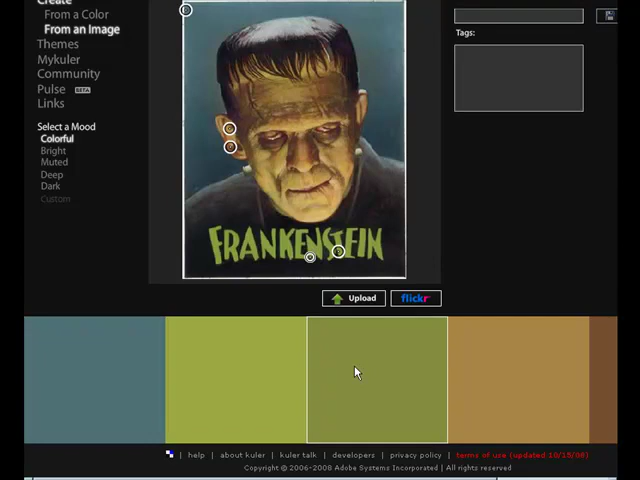 Create
From a Color
From an Image
Themes
Mykuler
Community
Pulse BETA
Links
Select a Mood
Colorful
Bright
Muted
Deep
Dark
Custom
Tags:
FRANKENSTEIN
Upload
flickr
| help | about kuler | kuler talk | developers | privacy policy | terms of use (updated 10/15/08)
Copyright © 2006-2008 Adobe Systems Incorporated | All rights reserved